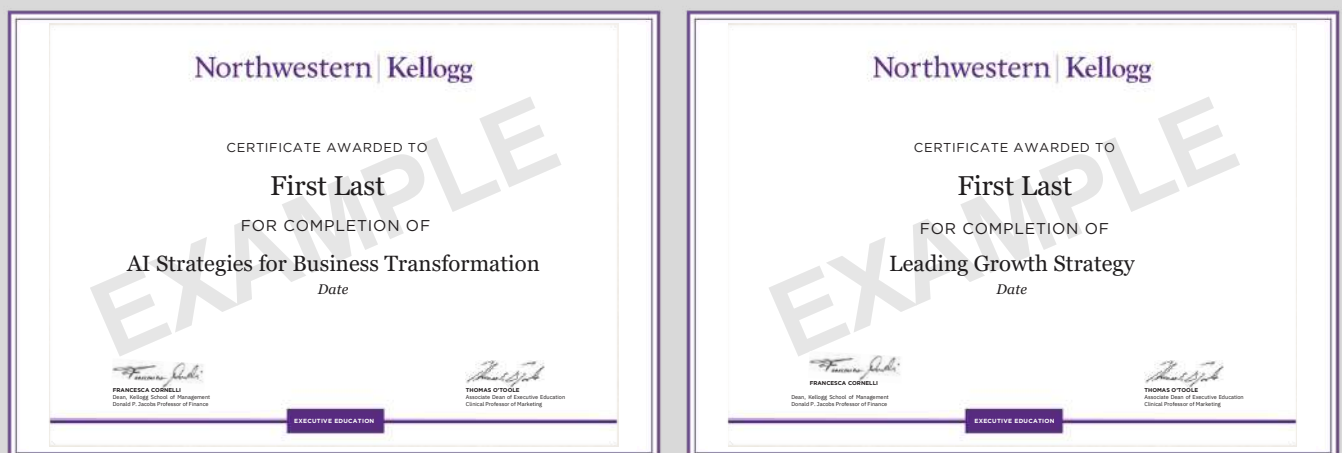 Northwestern | Kellogg
CERTIFICATE AWARDED TO
First Last
FOR COMPLETION OF
AI Strategies for Business Transformation
Date
EXAMPLE
FRANCESCA CORNELLI
Dean, Kellogg School of Management
Donald P. Jacobs Professor of Finance
THOMAS O'TOOLE
Associate Dean of Executive Education
Clinical Professor of Marketing
EXECUTIVE EDUCATION
Northwestern | Kellogg
CERTIFICATE AWARDED TO
First Last
FOR COMPLETION OF
Leading Growth Strategy
Date
EXAMPLE
FRANCESCA CORNELLI
Dean, Kellogg School of Management
Donald P. Jacobs Professor of Finance
THOMAS O'TOOLE
Associate Dean of Executive Education
Clinical Professor of Marketing
EXECUTIVE EDUCATION